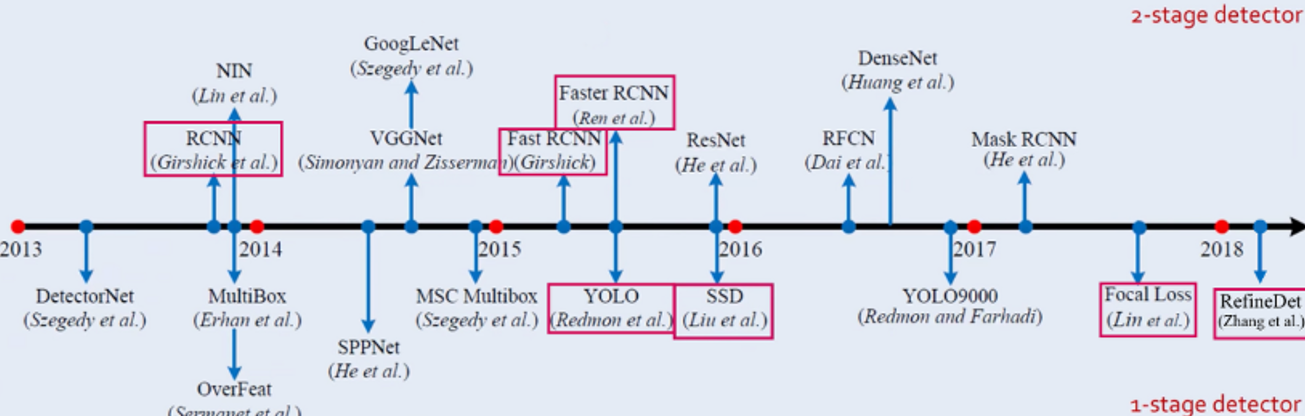 2-stage detector
GoogLeNet
(Szegedy et al.)
DenseNet
(Huang et al.)
NIN
(Lin et al.)
Faster RCNN
(Ren et al.)
RCNN
(Girshick et al.)
VGGNet
(Simonyan and Zisserman)
Fast RCNN
(Girshick)
ResNet
(He et al.)
RFCN
(Dai et al.)
Mask RCNN
(He et al.)
2013
2014
2015
2016
2017
2018
DetectorNet
(Szegedy et al.)
MultiBox
(Erhan et al.)
MSC Multibox
(Szegedy et al.)
YOLO
(Redmon et al.)
SSD
(Liu et al.)
YOLO9000
(Redmon and Farhadi)
Focal Loss
(Lin et al.)
RefineDet
(Zhang et al.)
SPPNet
(He et al.)
OverFeat
(Sermanet et al.)
1-stage detector